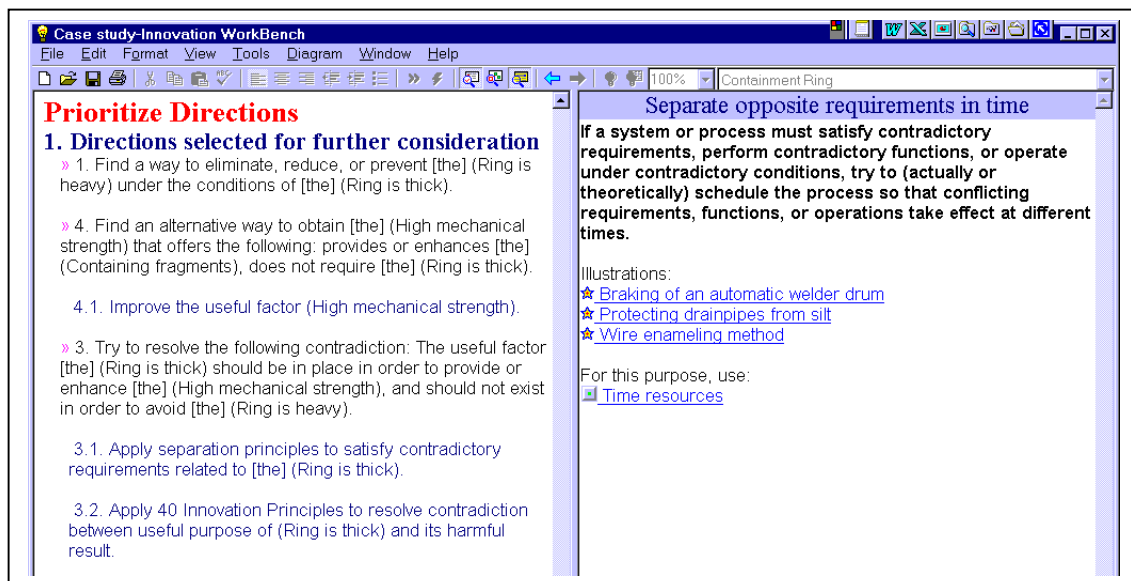 Case study-Innovation WorkBench
File Edit Format View Tools Diagram Window Help
100% Containment Ring
Prioritize Directions
1. Directions selected for further consideration
» 1. Find a way to eliminate, reduce, or prevent [the] (Ring is
heavy) under the conditions of [the] (Ring is thick).
» 4. Find an alternative way to obtain [the] (High mechanical
strength) that offers the following: provides or enhances [the]
(Containing fragments), does not require [the] (Ring is thick).
4.1. Improve the useful factor (High mechanical strength).
» 3. Try to resolve the following contradiction: The useful factor
[the] (Ring is thick) should be in place in order to provide or
enhance [the] (High mechanical strength), and should not exist
in order to avoid [the] (Ring is heavy).
3.1. Apply separation principles to satisfy contradictory
requirements related to [the] (Ring is thick).
3.2. Apply 40 Innovation Principles to resolve contradiction
between useful purpose of (Ring is thick) and its harmful
result.
Separate opposite requirements in time
If a system or process must satisfy contradictory
requirements, perform contradictory functions, or operate
under contradictory conditions, try to (actually or
theoretically) schedule the process so that conflicting
requirements, functions, or operations take effect at different
times.
Illustrations:
Braking of an automatic welder drum
Protecting drainpipes from silt
Wire enameling method
For this purpose, use:
Time resources